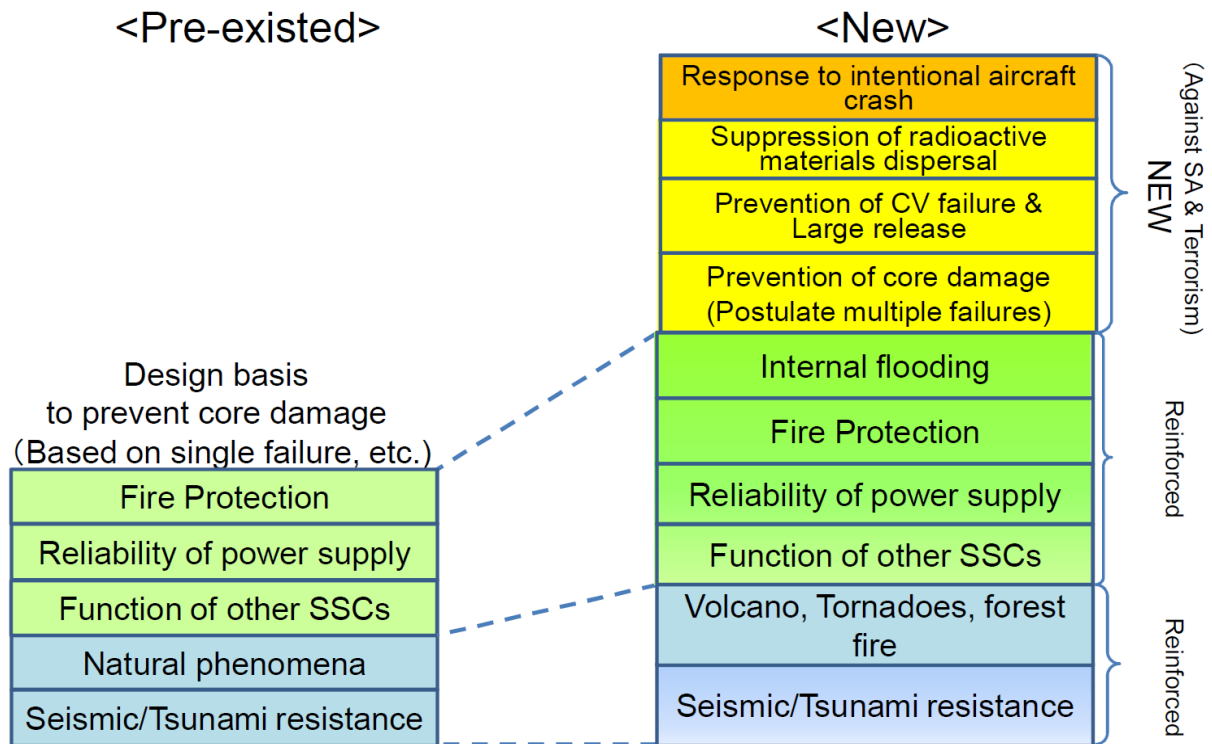 <Pre-existed>
Design basis
to prevent core damage
（Based on single failure, etc.）
Fire Protection
Reliability of power supply
Function of other SSCs
Natural phenomena
Seismic/Tsunami resistance
<New>
Response to intentional aircraft
crash
Suppression of radioactive
materials dispersal
Prevention of CV failure &
Large release
Prevention of core damage
(Postulate multiple failures)
Internal flooding
Fire Protection
Reliability of power supply
Function of other SSCs
Volcano, Tornadoes, forest
fire
Seismic/Tsunami resistance
（Against SA & Terrorism）
NEW
Reinforced
Reinforced